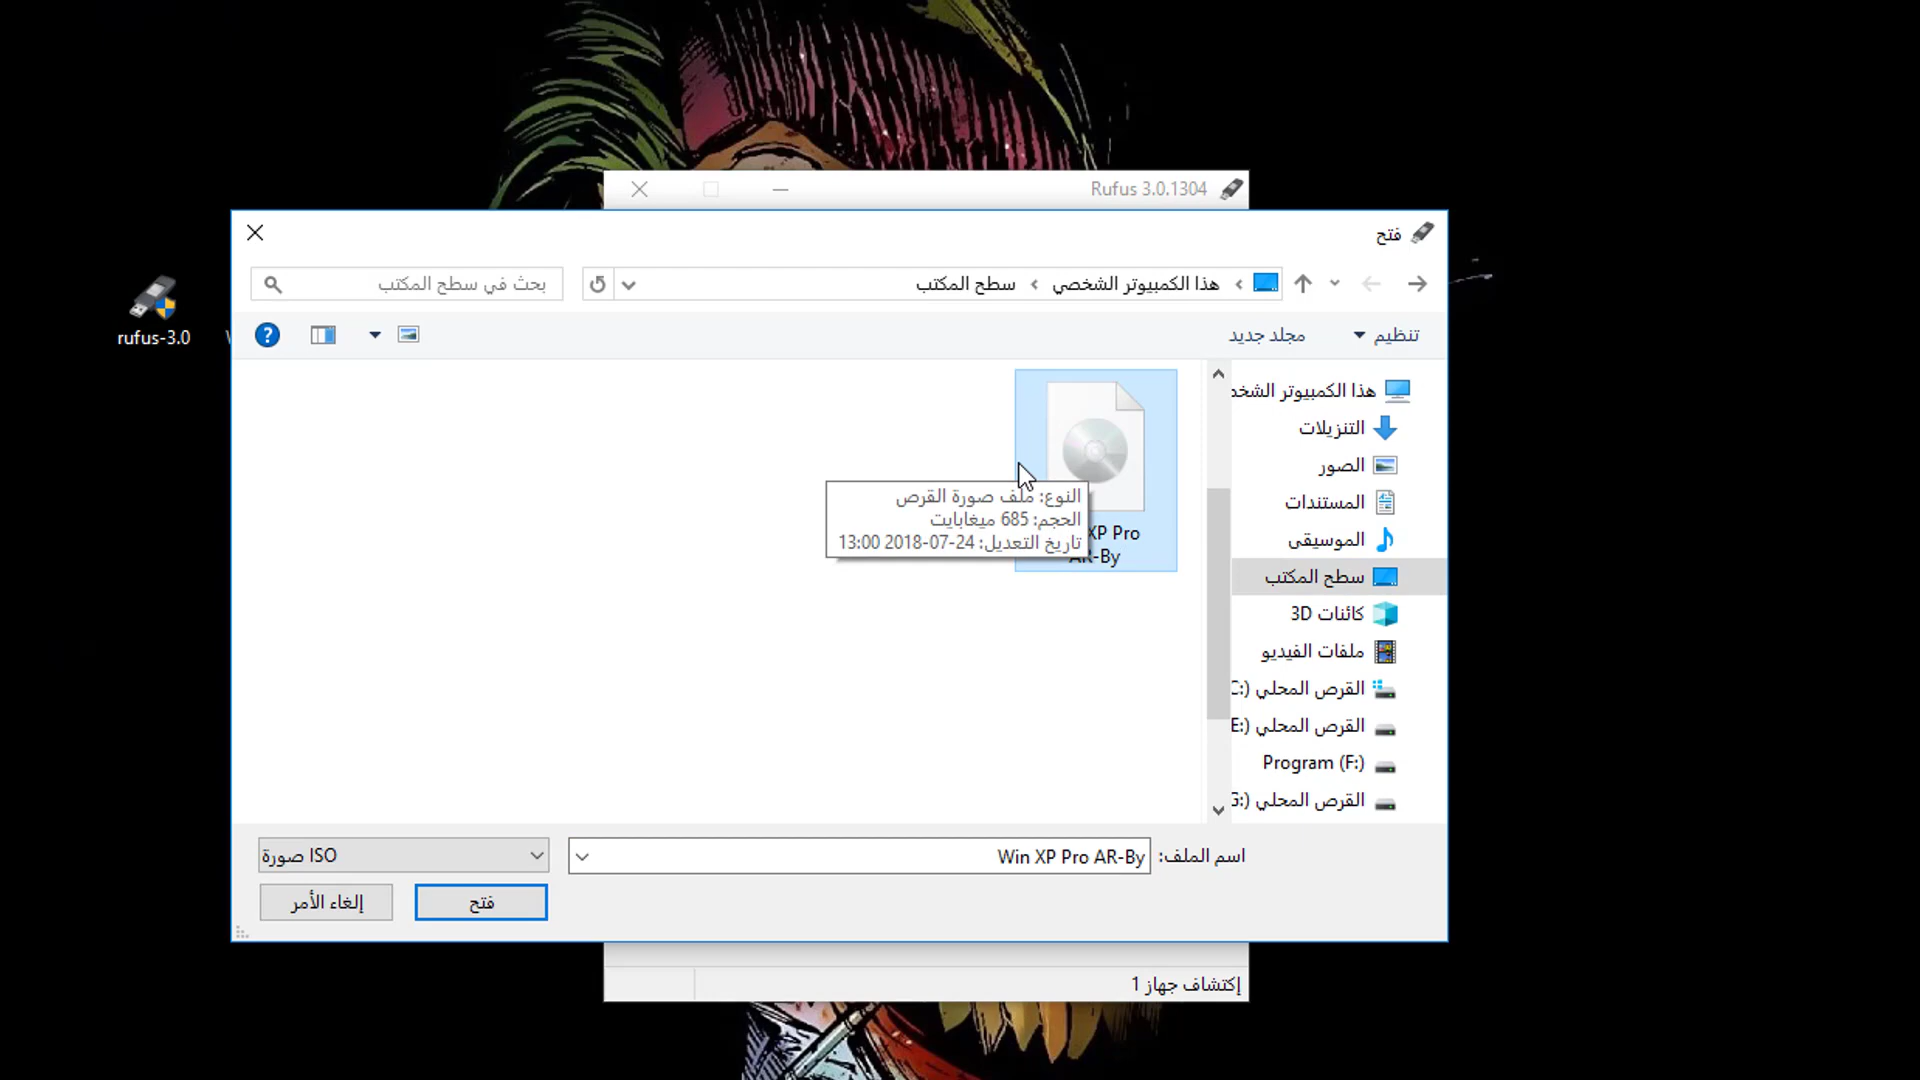 Rufus 3.0.1304
فتح
هذا الكمبيوتر الشخصي
سطح المكتب
بحث في سطح المكتب
تنظيم
مجلد جديد
rufus-3.0
هذا الكمبيوتر الشخص
التنزيلات
الصور
المستندات
الموسيقى
سطح المكتب
كائنات 3D
ملفات الفيديو
القرص المحلي (C:
القرص المحلي (E:
Program (F:)
القرص المحلي (G:
XP Pro
AR-By
النوع: ملف صورة القرص
الحجم: 685 ميغابايت
تاريخ التعديل: 24-07-2018 13:00
اسم الملف:
Win XP Pro AR-By
صورة ISO
فتح
إلغاء الأمر
إكتشاف جهاز 1